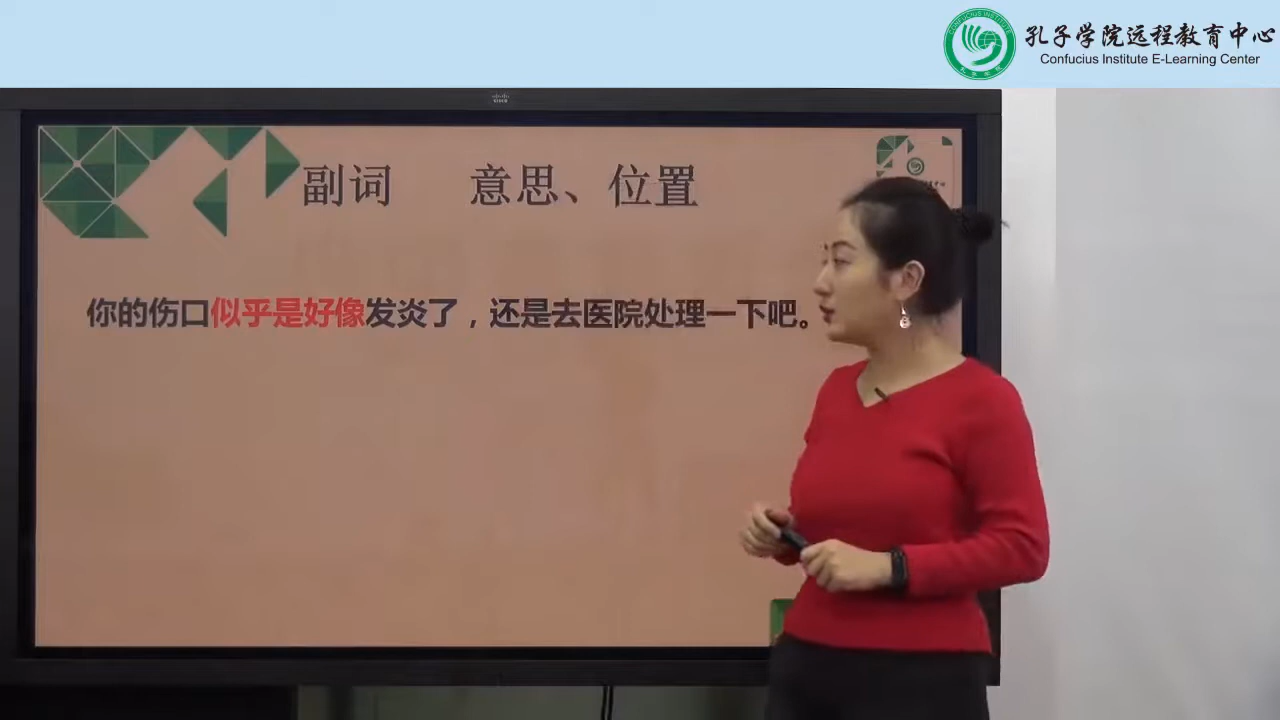 孔子学院远程教育中心
Confucius Institute E-Learning Center
副词 意思、位置
你的伤口似乎是好像发炎了，还是去医院处理一下吧。